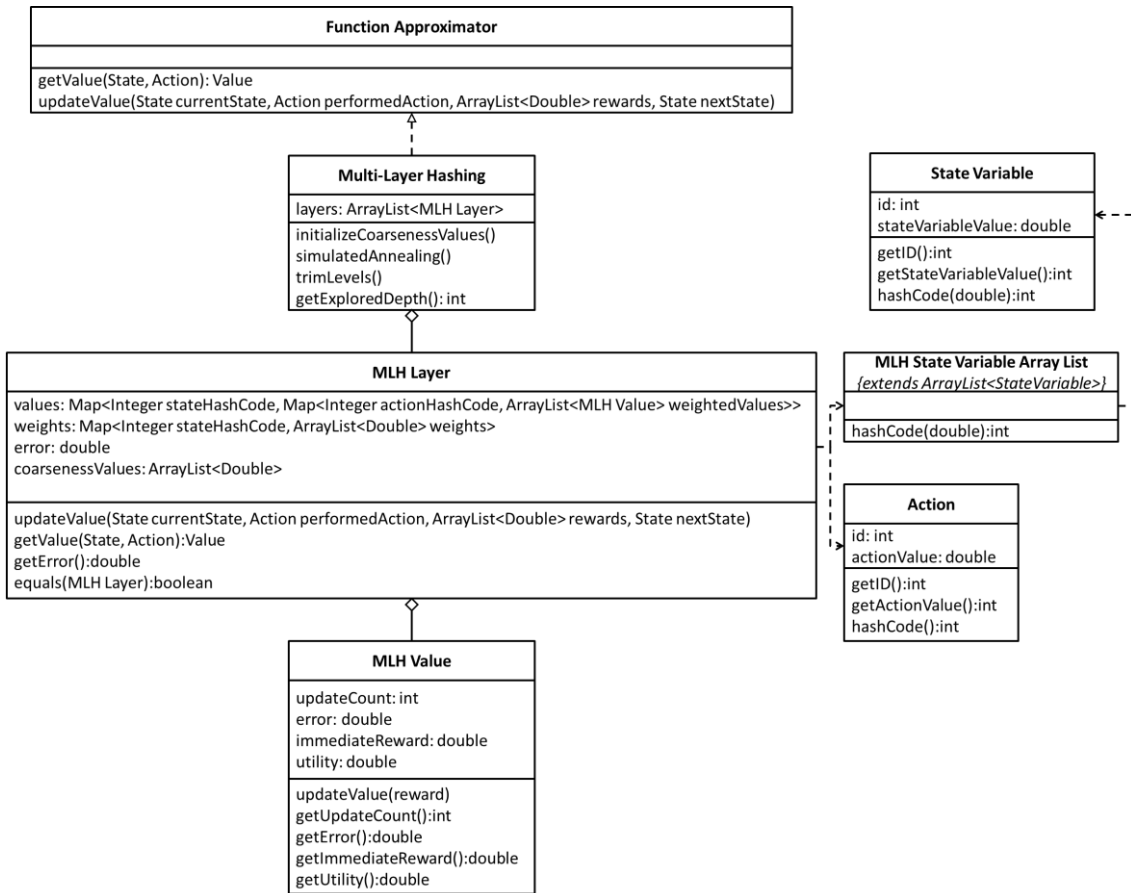 Function Approximator
getValue(State, Action): Value
updateValue(State currentState, Action performedAction, ArrayList<Double> rewards, State nextState)
Multi-Layer Hashing
layers: ArrayList<MLH Layer>
initializeCoarsenessValues()
simulatedAnnealing()
trimLevels()
getExploredDepth(): int
State Variable
id: int
stateVariableValue: double
getID():int
getStateVariableValue():int
hashCode(double):int
MLH Layer
values: Map<Integer stateHashCode, Map<Integer actionHashCode, ArrayList<MLH Value> weightedValues>>
weights: Map<Integer stateHashCode, ArrayList<Double> weights>
error: double
coarsenessValues: ArrayList<Double>
updateValue(State currentState, Action performedAction, ArrayList<Double> rewards, State nextState)
getValue(State, Action):Value
getError():double
equals(MLH Layer):boolean
MLH State Variable Array List
{extends ArrayList<StateVariable>}
hashCode(double):int
Action
id: int
actionValue: double
getID():int
getActionValue():int
hashCode():int
MLH Value
updateCount: int
error: double
immediateReward: double
utility: double
updateValue(reward)
getUpdateCount():int
getError():double
getImmediateReward():double
getUtility():double